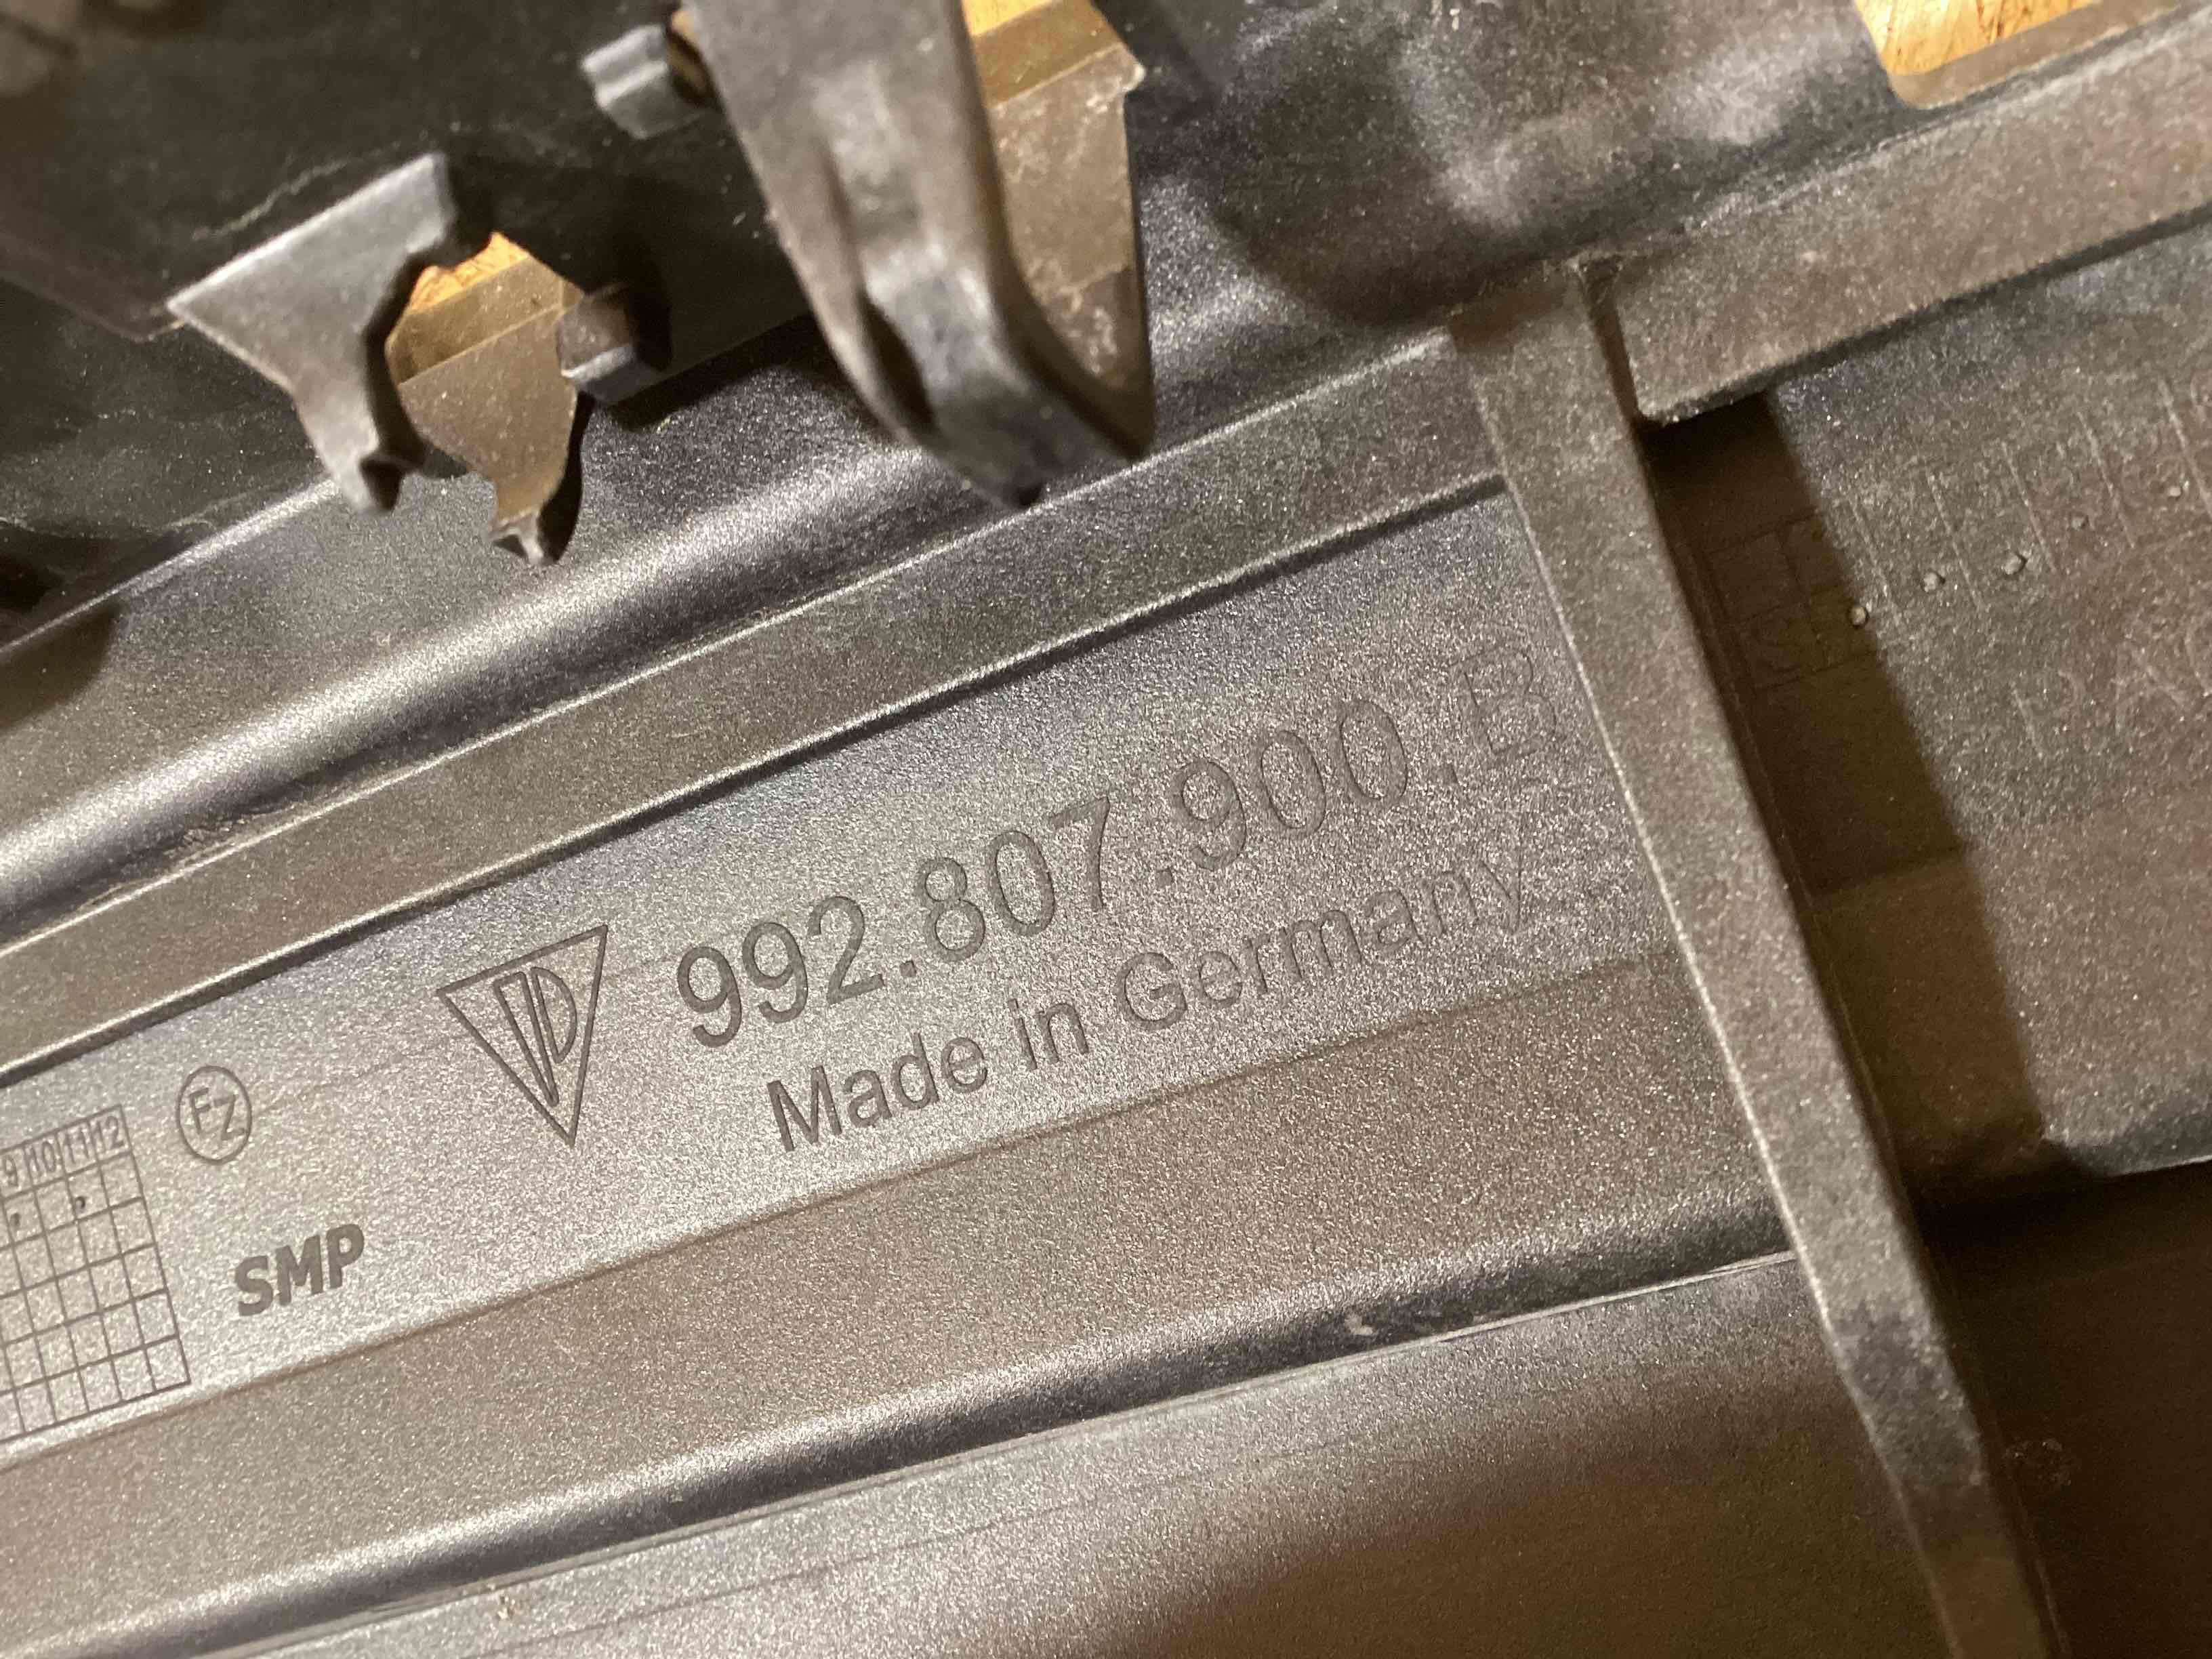 992.807.900.B
Made in Germany
FZ
9 10 11 12
SMP